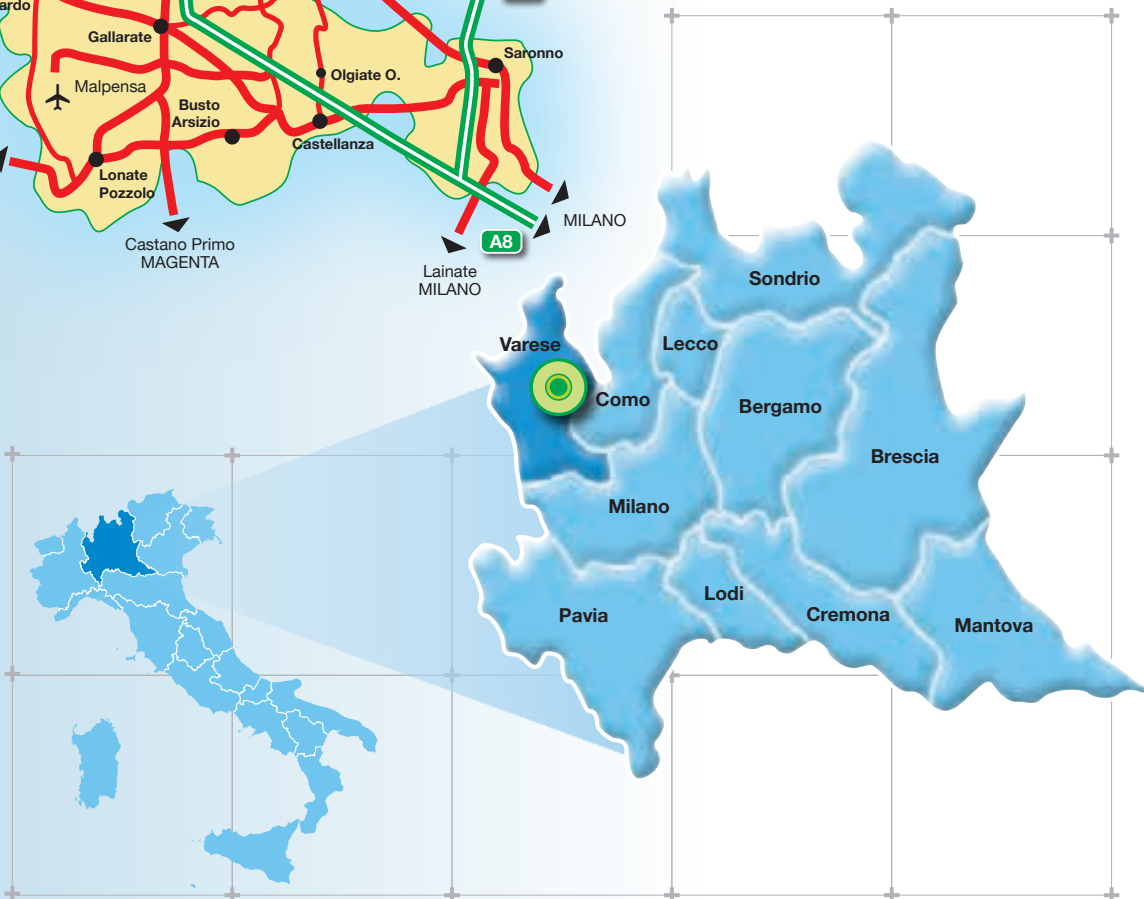 ardo
Gallarate
Saronno
Olgiate O.
Malpensa
Busto
Arsizio
Castellanza
Lonate
Pozzolo
MILANO
Castano Primo
MAGENTA
A8
Lainate
MILANO
Sondrio
Varese
Lecco
Como
Bergamo
Brescia
Milano
Lodi
Pavia
Cremona
Mantova